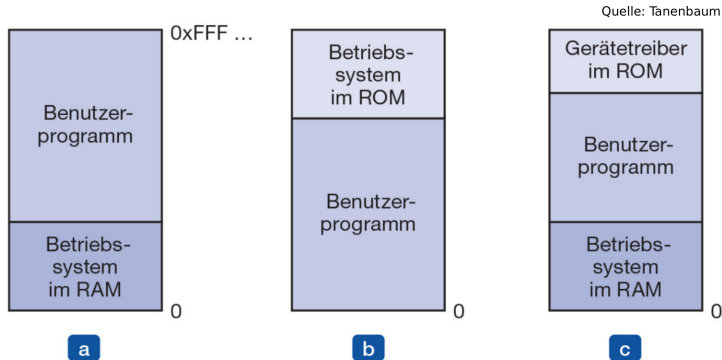 Quelle: Tanenbaum
0xFFF ...
Benutzer-
programm
Betriebs-
system
im RAM
0
a
Betriebs-
system
im ROM
Benutzer-
programm
0
b
Gerätetreiber
im ROM
Benutzer-
programm
Betriebs-
system
im RAM
0
c